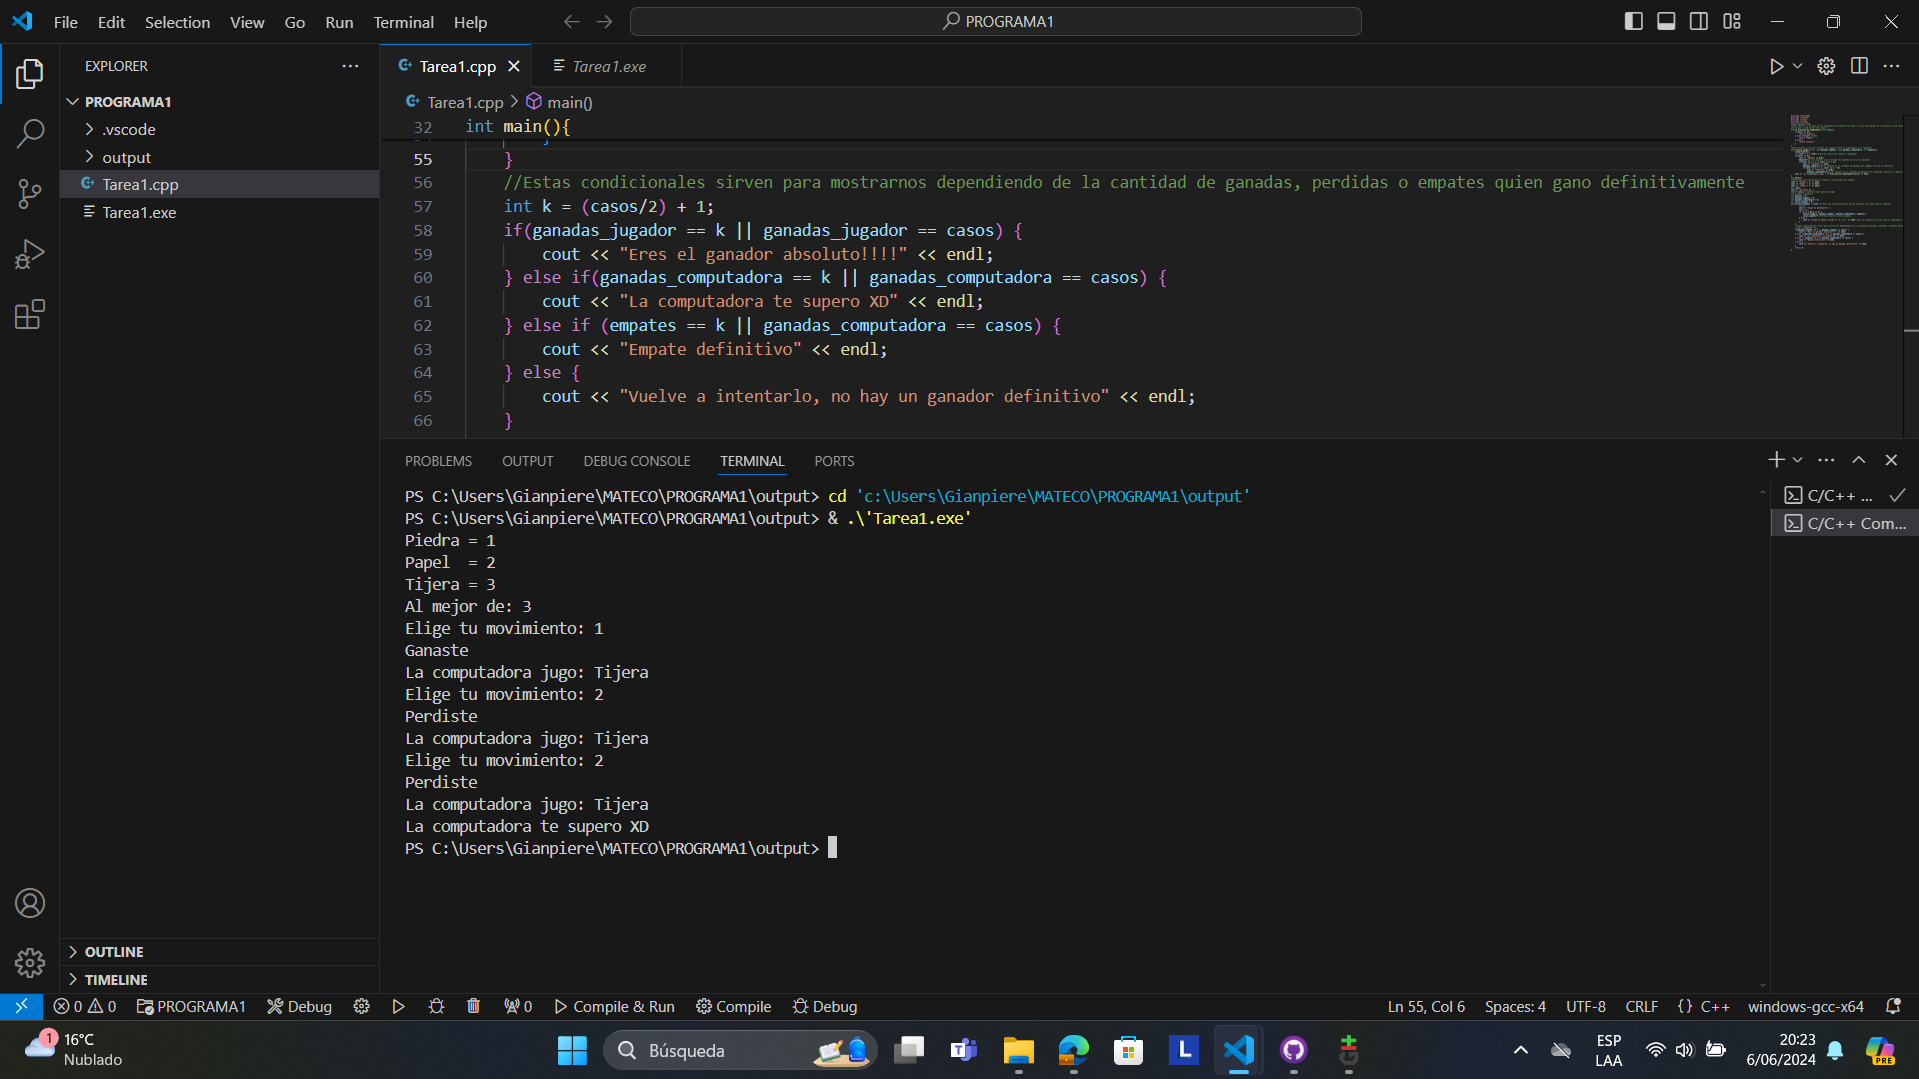 File Edit Selection View Go Run Terminal Help
PROGRAMA1
EXPLORER
PROGRAMA1
.vscode
output
Tarea1.cpp
Tarea1.exe
OUTLINE
TIMELINE
Tarea1.cpp
Tarea1.exe
Tarea1.cpp > main()
32 int main(){
55 }
56 //Estas condicionales sirven para mostrarnos dependiendo de la cantidad de ganadas, perdidas o empates quien gano definitivamente
57 int k = (casos/2) + 1;
58 if(ganadas_jugador == k || ganadas_jugador == casos) {
59 cout << "Eres el ganador absoluto!!!!" << endl;
60 } else if(ganadas_computadora == k || ganadas_computadora == casos) {
61 cout << "La computadora te supero XD" << endl;
62 } else if (empates == k || ganadas_computadora == casos) {
63 cout << "Empate definitivo" << endl;
64 } else {
65 cout << "Vuelve a intentarlo, no hay un ganador definitivo" << endl;
66 }
PROBLEMS OUTPUT DEBUG CONSOLE TERMINAL PORTS
PS C:\Users\Gianpiere\MATECO\PROGRAMA1\output> cd 'c:\Users\Gianpiere\MATECO\PROGRAMA1\output'
PS C:\Users\Gianpiere\MATECO\PROGRAMA1\output> & .\'Tarea1.exe'
Piedra = 1
Papel  = 2
Tijera = 3
Al mejor de: 3
Elige tu movimiento: 1
Ganaste
La computadora jugo: Tijera
Elige tu movimiento: 2
Perdiste
La computadora jugo: Tijera
Elige tu movimiento: 2
Perdiste
La computadora jugo: Tijera
La computadora te supero XD
PS C:\Users\Gianpiere\MATECO\PROGRAMA1\output>
C/C++ ...
C/C++ Com...
0 0 PROGRAMA1 Debug 0 Compile & Run Compile Debug
Ln 55, Col 6 Spaces: 4 UTF-8 CRLF {} C++ windows-gcc-x64
1
16°C
Nublado
Búsqueda
L
ESP
LAA
20:23
6/06/2024
PRE